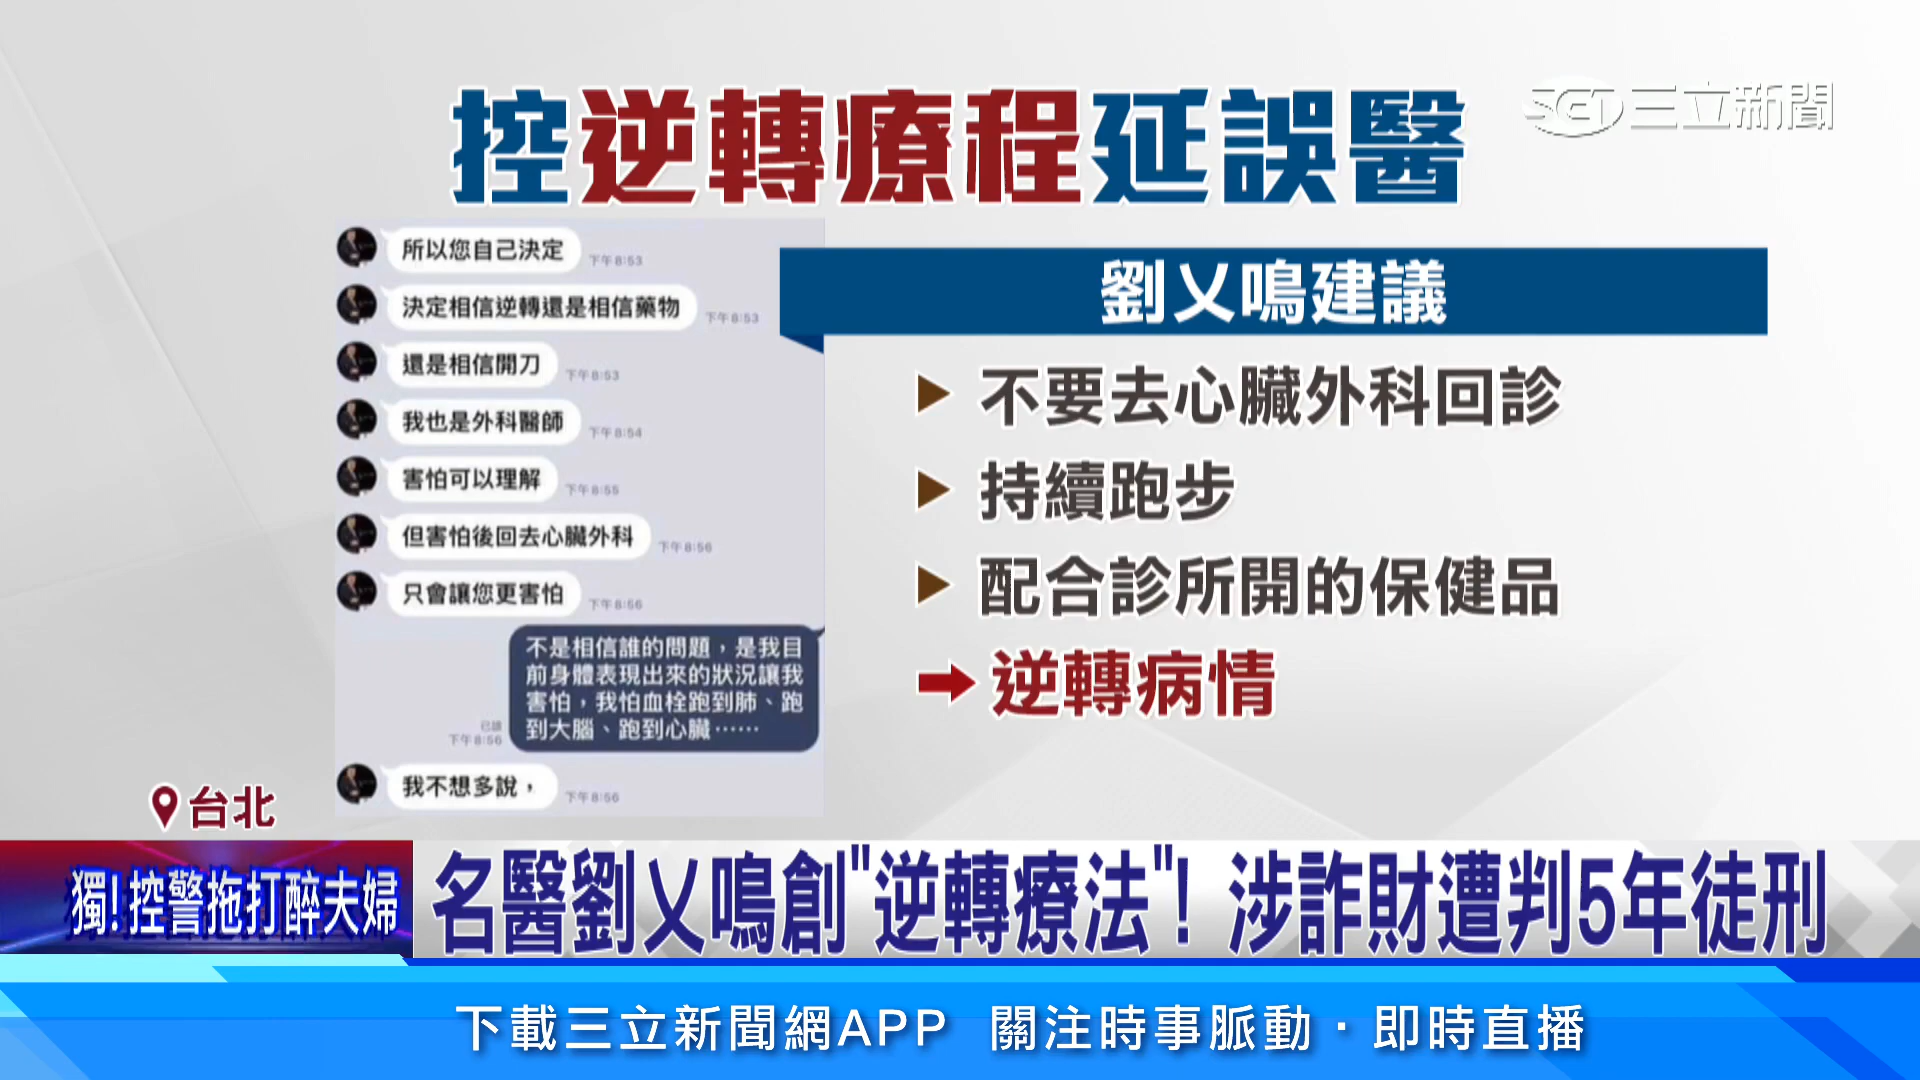 控逆轉療程延誤醫
SET三立新聞
所以您自己決定
下午8:53
決定相信逆轉還是相信藥物
下午8:53
還是相信開刀
下午8:53
我也是外科醫師
下午8:54
害怕可以理解
下午8:55
但害怕後回去心臟外科
下午8:56
只會讓您更害怕
下午8:56
不是相信誰的問題，是我目
前身體表現出來的狀況讓我
害怕，我怕血栓跑到肺、跑
到大腦、跑到心臟……
已讀
下午8:56
我不想多說，
下午8:56
劉乂鳴建議
不要去心臟外科回診
持續跑步
配合診所開的保健品
逆轉病情
台北
獨!控警拖打醉夫婦
名醫劉乂鳴創"逆轉療法"! 涉詐財遭判5年徒刑
下載三立新聞網APP 關注時事脈動・即時直播